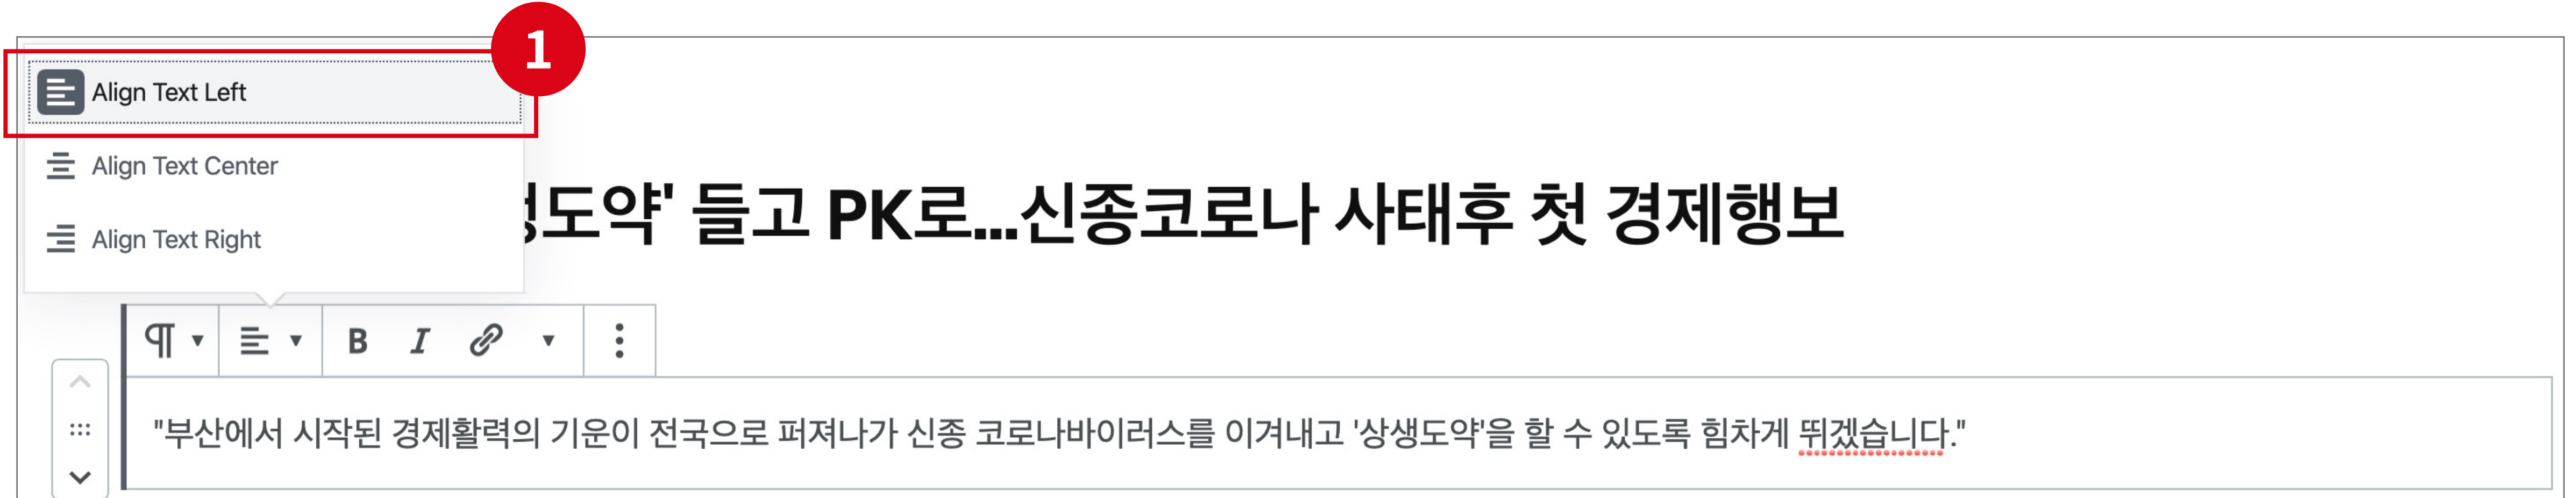 1
Align Text Left
Align Text Center
도약' 들고 PK로...신종코로나 사태후 첫 경제행보
Align Text Right
B I
"부산에서 시작된 경제활력의 기운이 전국으로 퍼져나가 신종 코로나바이러스를 이겨내고 '상생도약'을 할 수 있도록 힘차게 뛰겠습니다."